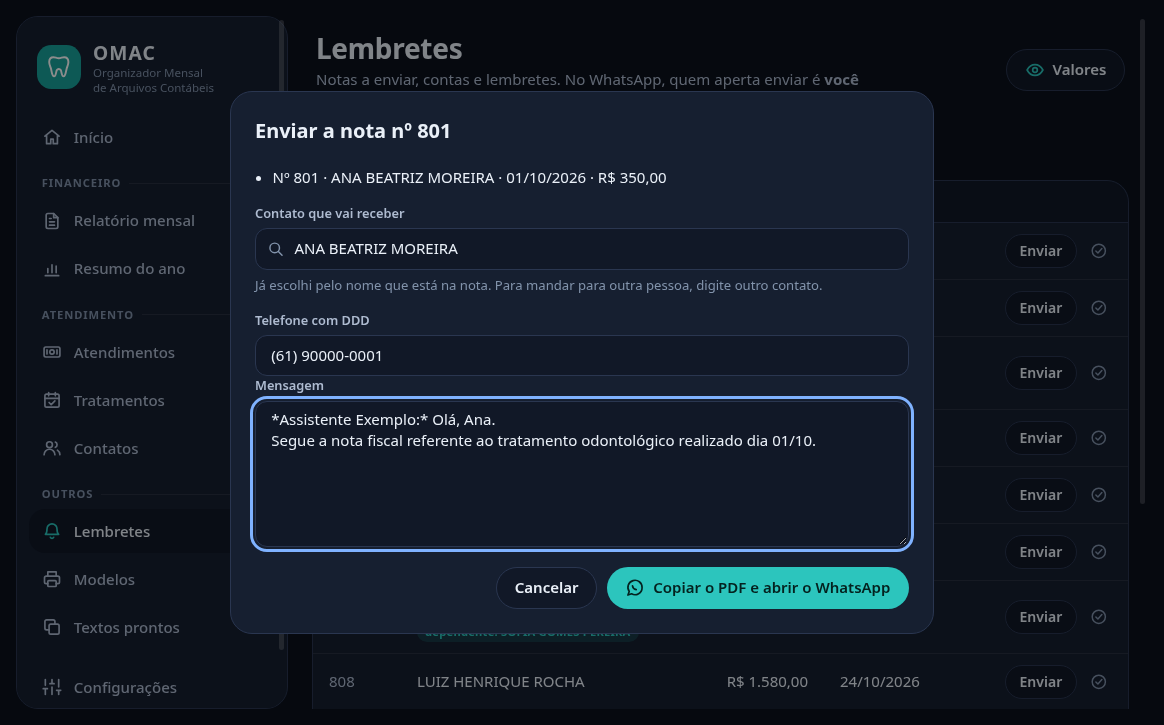 OMAC
Organizador Mensal
de Arquivos Contábeis
Início
FINANCEIRO
Relatório mensal
Resumo do ano
ATENDIMENTO
Atendimentos
Tratamentos
Contatos
OUTROS
Lembretes
Modelos
Textos prontos
Configurações
Lembretes
Notas a enviar, contas e lembretes. No WhatsApp, quem aperta enviar é você
Valores
Enviar a nota nº 801
• Nº 801 · ANA BEATRIZ MOREIRA · 01/10/2026 · R$ 350,00
Contato que vai receber
ANA BEATRIZ MOREIRA
Já escolhi pelo nome que está na nota. Para mandar para outra pessoa, digite outro contato.
Telefone com DDD
(61) 90000-0001
Mensagem
*Assistente Exemplo:* Olá, Ana.
Segue a nota fiscal referente ao tratamento odontológico realizado dia 01/10.
Cancelar
Copiar o PDF e abrir o WhatsApp
Enviar
Enviar
Enviar
Enviar
Enviar
Enviar
Enviar
808 LUIZ HENRIQUE ROCHA R$ 1.580,00 24/10/2026 Enviar